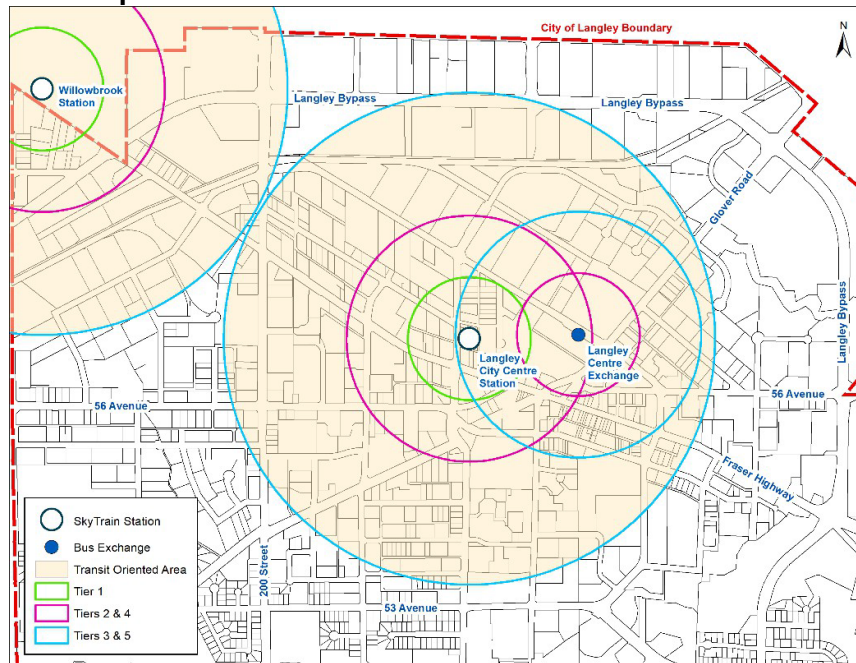 City of Langley Boundary
N
Willowbrook
Station
Langley Bypass
Langley Bypass
Glover Road
Langley Bypass
Langley
City Centre
Station
Langley
Centre
Exchange
56 Avenue
56 Avenue
Fraser Highway
200 Street
53 Avenue
SkyTrain Station
Bus Exchange
Transit Oriented Area
Tier 1
Tiers 2 & 4
Tiers 3 & 5